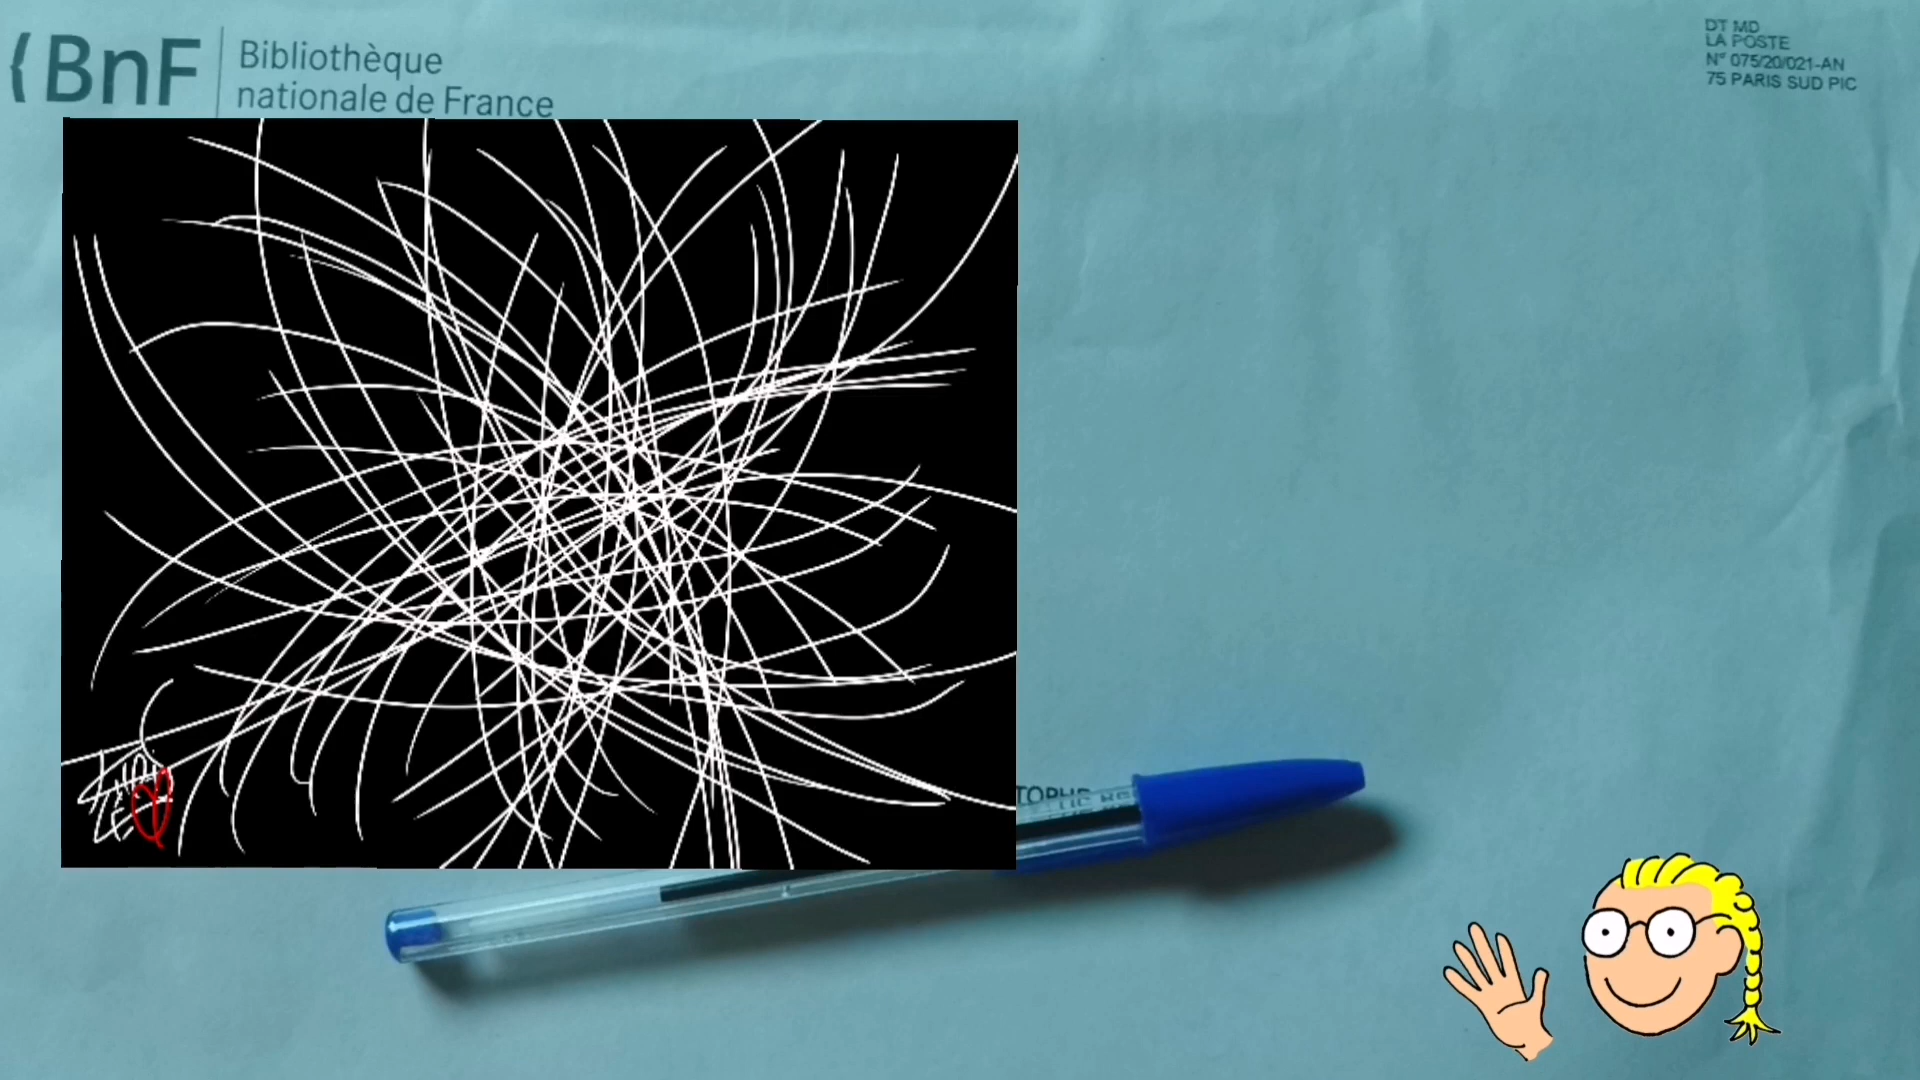 BnF
Bibliothèque
nationale de France
DT MD
LA POSTE
N° 075/20/021-AN
75 PARIS SUD PIC